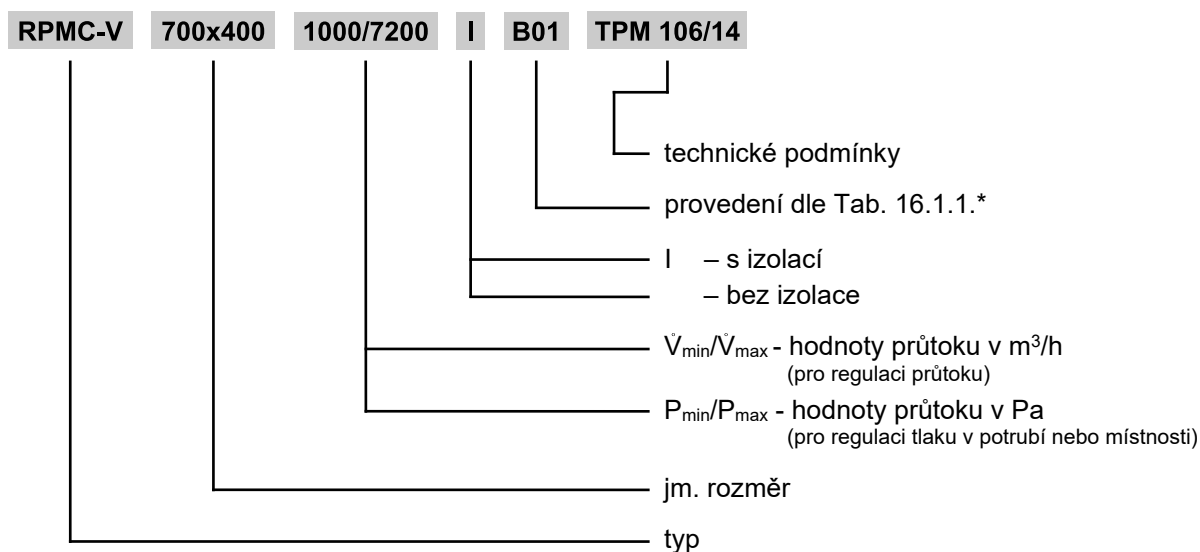 RPMC-V 700x400 1000/7200 I B01 TPM 106/14
technické podmínky
provedení dle Tab. 16.1.1.*
I – s izolací
– bez izolace
V̊min/V̊max - hodnoty průtoku v m³/h
(pro regulaci průtoku)
Pmin/Pmax - hodnoty průtoku v Pa
(pro regulaci tlaku v potrubí nebo místnosti)
jm. rozměr
typ